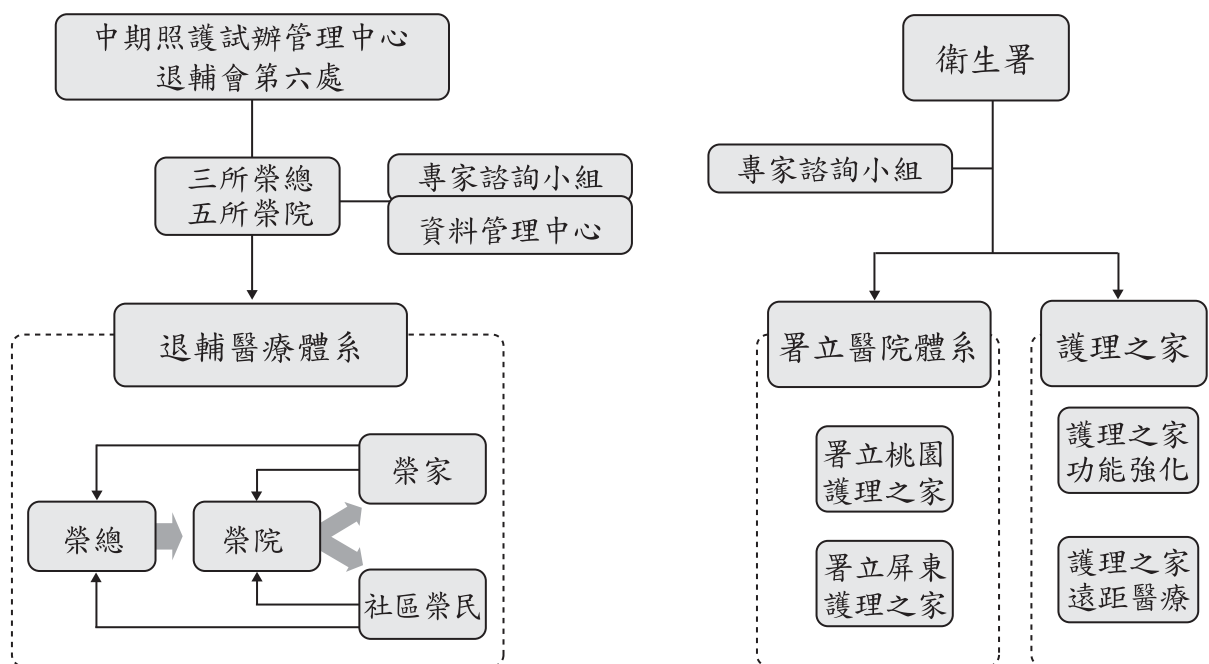 中期照護試辦管理中心
退輔會第六處
三所榮總
五所榮院
專家諮詢小組
資料管理中心
退輔醫療體系
榮家
榮總
榮院
社區榮民
衛生署
專家諮詢小組
署立醫院體系
護理之家
署立桃園
護理之家
護理之家
功能強化
署立屏東
護理之家
護理之家
遠距醫療